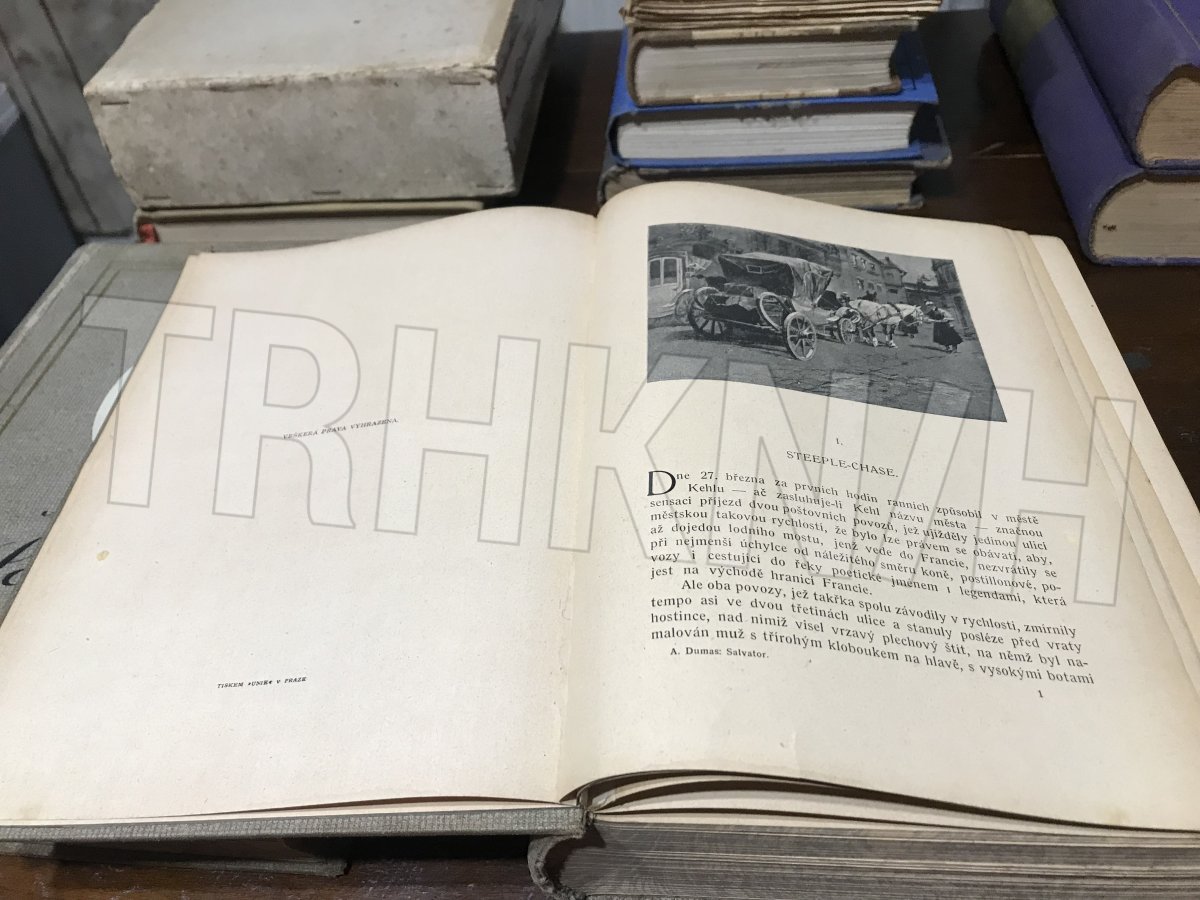 VEŠKERÁ PRÁVA VYHRAZENA.
TISKEM »UNIE« V PRAZE
I.
STEEPLE-CHASE.
Dne 27. března za prvních hodin ranních způsobil v městě
Kehlu — ač zasluhuje-li Kehl názvu města — značnou
sensaci příjezd dvou poštovních povozů, jež ujížděly jedinou ulicí
městskou takovou rychlostí, že bylo lze právem se obávati, aby,
až dojedou lodního mostu, jenž vede do Francie, nezvrátily se
při nejmenší úchylce od náležitého směru koně, postillonové, po-
vozy i cestující do řeky poetické jménem i legendami, která
jest na východě hranicí Francie.
Ale oba povozy, jež takřka spolu závodily v rychlosti, zmírnily
tempo asi ve dvou třetinách ulice a stanuly posléze před vraty
hostince, nad nimiž visel vrzavý plechový štít, na němž byl na-
malován muž s třírohým kloboukem na hlavě, s vysokými botami
A. Dumas: Salvator.
1
TRHKNIH